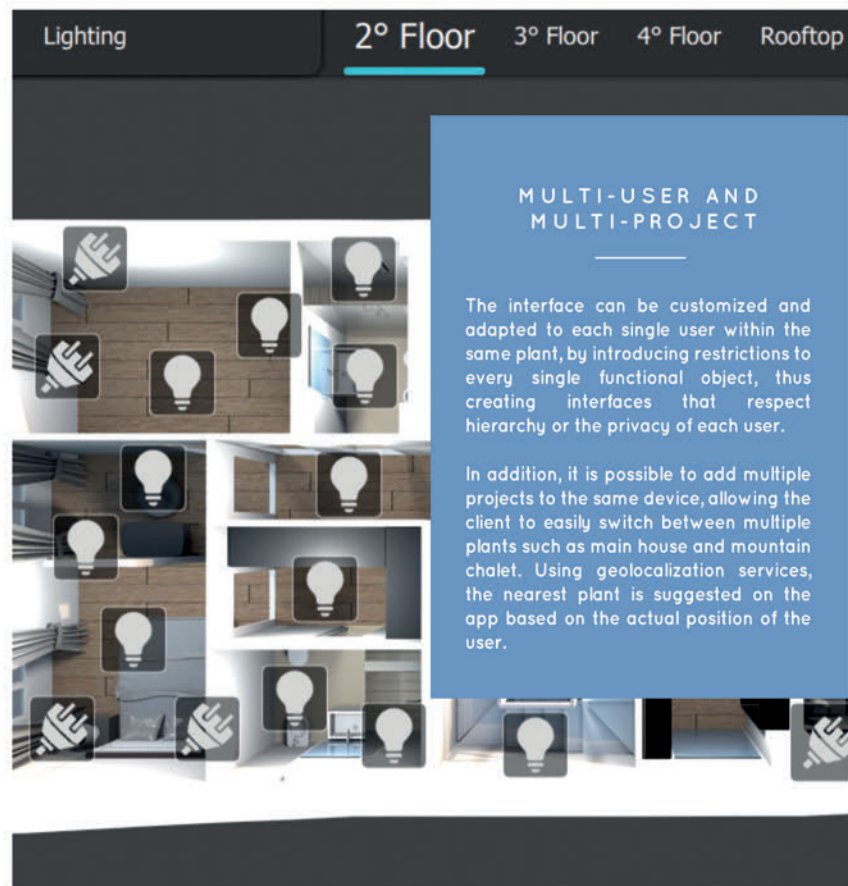 Lighting
2° Floor
3° Floor
4° Floor
Rooftop
MULTI-USER AND
MULTI-PROJECT
The interface can be customized and
adapted to each single user within the
same plant, by introducing restrictions to
every single functional object, thus
creating interfaces that respect
hierarchy or the privacy of each user.
In addition, it is possible to add multiple
projects to the same device, allowing the
client to easily switch between multiple
plants such as main house and mountain
chalet. Using geolocalization services,
the nearest plant is suggested on the
app based on the actual position of the
user.